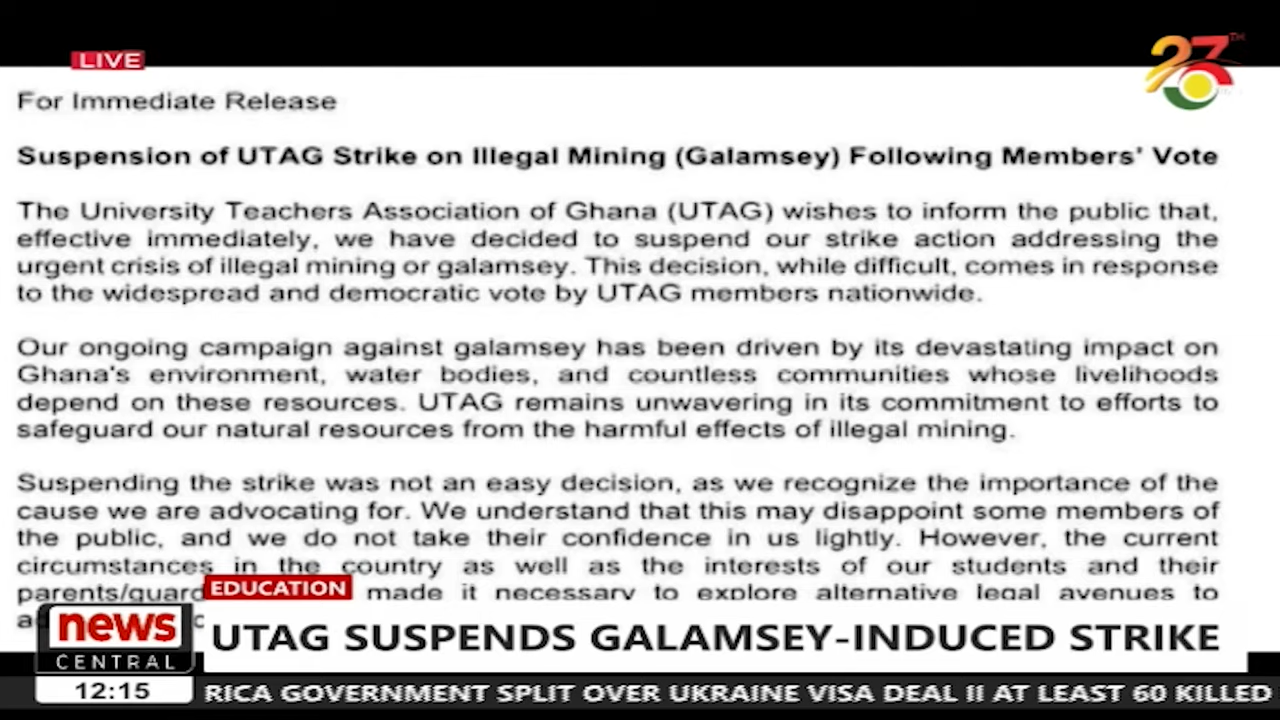 LIVE
23
TH
For Immediate Release
Suspension of UTAG Strike on Illegal Mining (Galamsey) Following Members' Vote
The University Teachers Association of Ghana (UTAG) wishes to inform the public that,
effective immediately, we have decided to suspend our strike action addressing the
urgent crisis of illegal mining or galamsey. This decision, while difficult, comes in response
to the widespread and democratic vote by UTAG members nationwide.
Our ongoing campaign against galamsey has been driven by its devastating impact on
Ghana's environment, water bodies, and countless communities whose livelihoods
depend on these resources. UTAG remains unwavering in its commitment to efforts to
safeguard our natural resources from the harmful effects of illegal mining.
Suspending the strike was not an easy decision, as we recognize the importance of the
cause we are advocating for. We understand that this may disappoint some members of
the public, and we do not take their confidence in us lightly. However, the current
circumstances in the country as well as the interests of our students and their
parents/guard made it necessary to explore alternative legal avenues to
EDUCATION
news
CENTRAL
UTAG SUSPENDS GALAMSEY-INDUCED STRIKE
12:15
RICA GOVERNMENT SPLIT OVER UKRAINE VISA DEAL II AT LEAST 60 KILLED